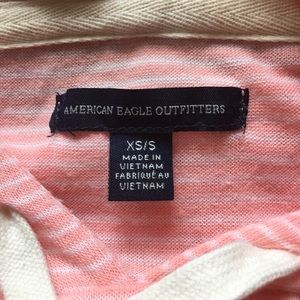 AMERICAN EAGLE OUTFITTERS
XS/S
MADE IN
VIETNAM
FABRIQUÉ AU
VIETNAM